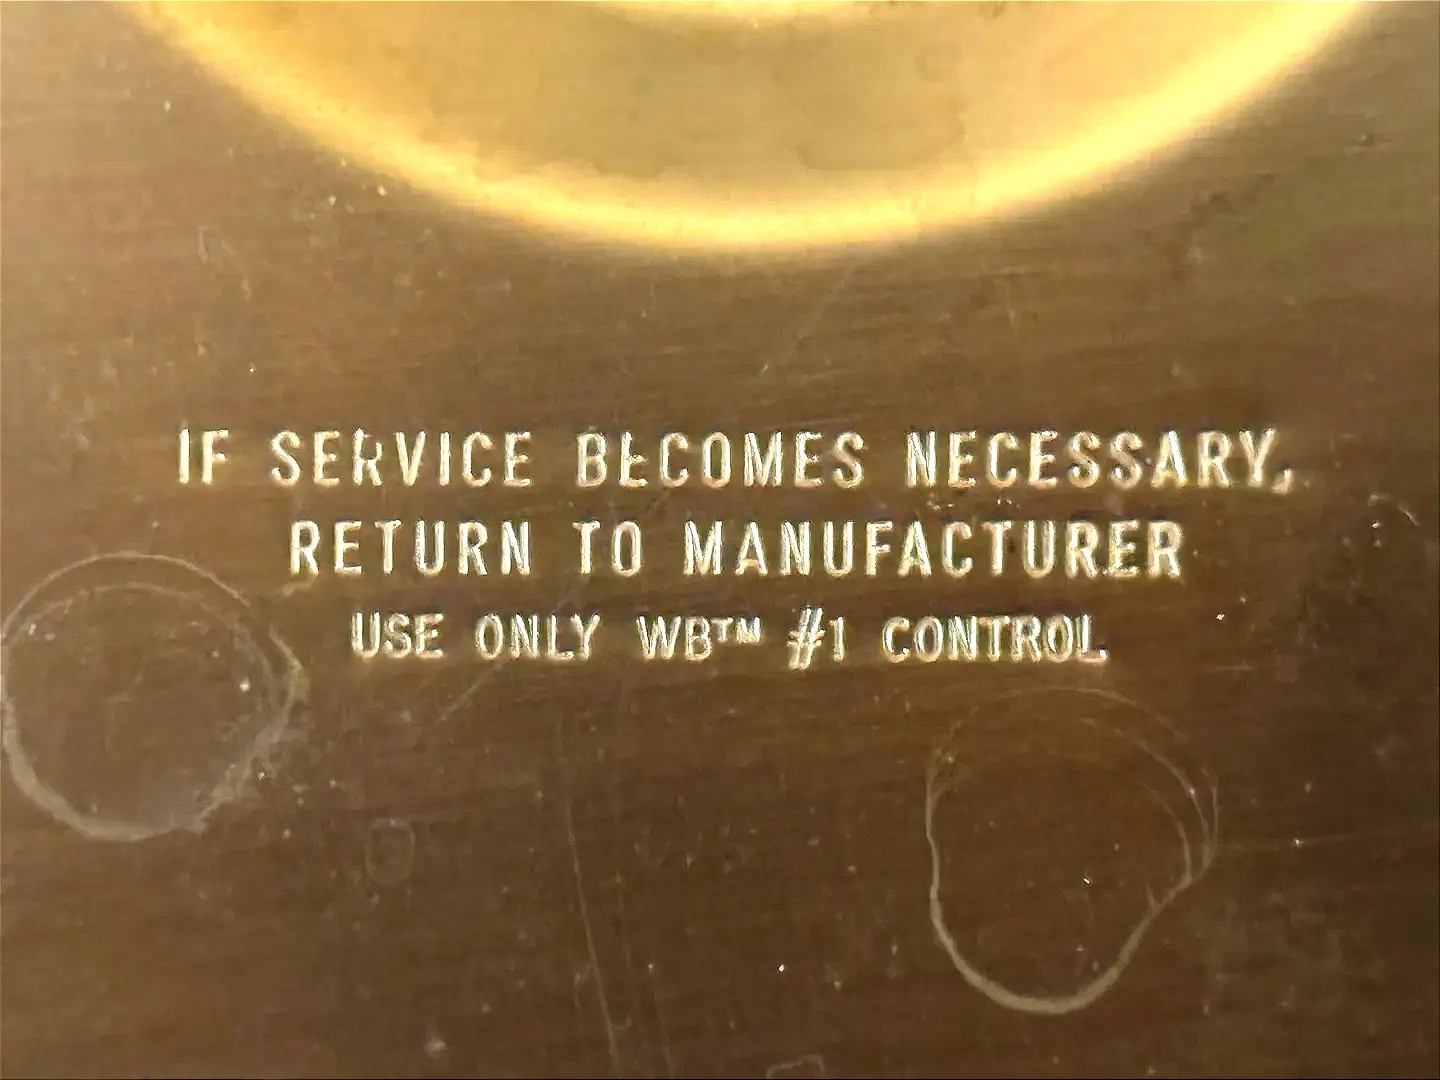 IF SERVICE BECOMES NECESSARY,
RETURN TO MANUFACTURER
USE ONLY WB™ #1 CONTROL